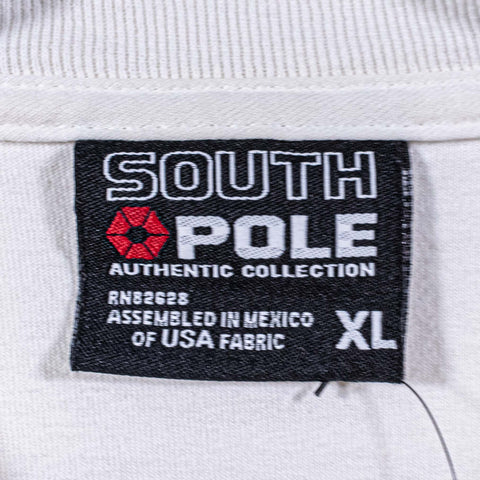 SOUTH
POLE
AUTHENTIC COLLECTION
RN82628
ASSEMBLED IN MEXICO
OF USA FABRIC
XL